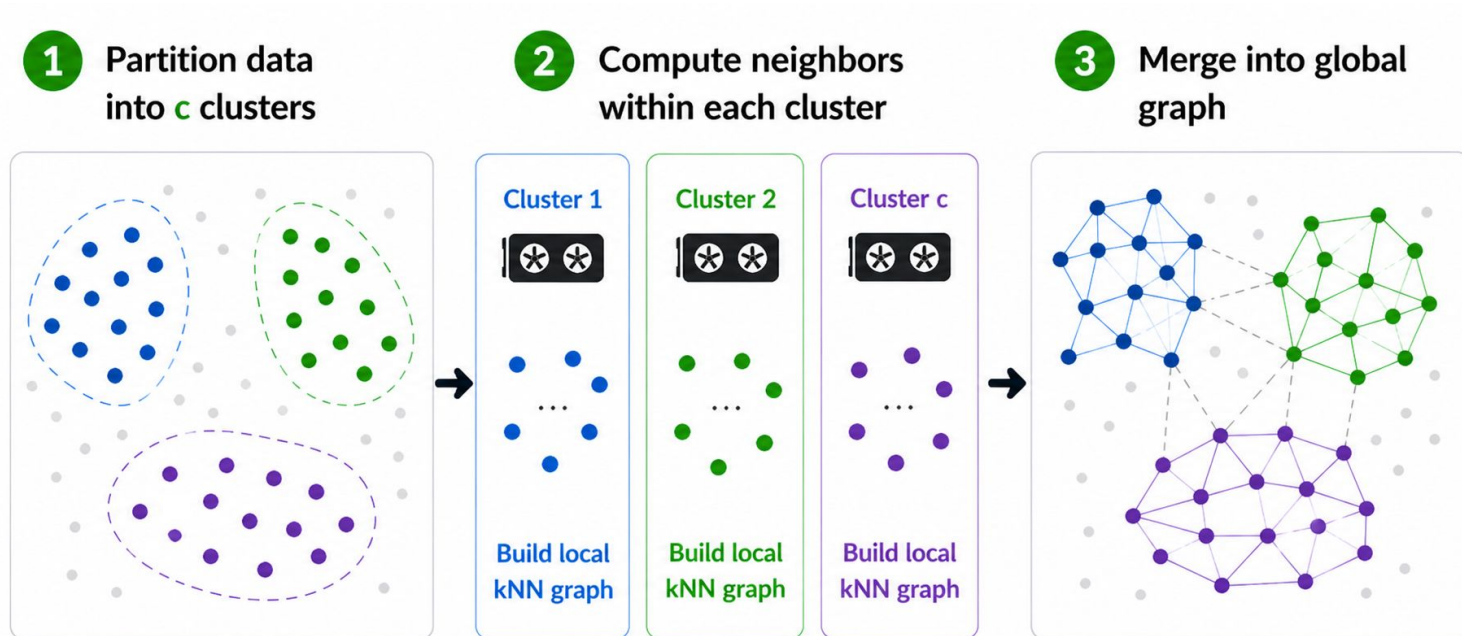 1
Partition data
into c clusters
2
Compute neighbors
within each cluster
3
Merge into global
graph
Cluster 1
...
Build local
kNN graph
Cluster 2
...
Build local
kNN graph
Cluster c
...
Build local
kNN graph